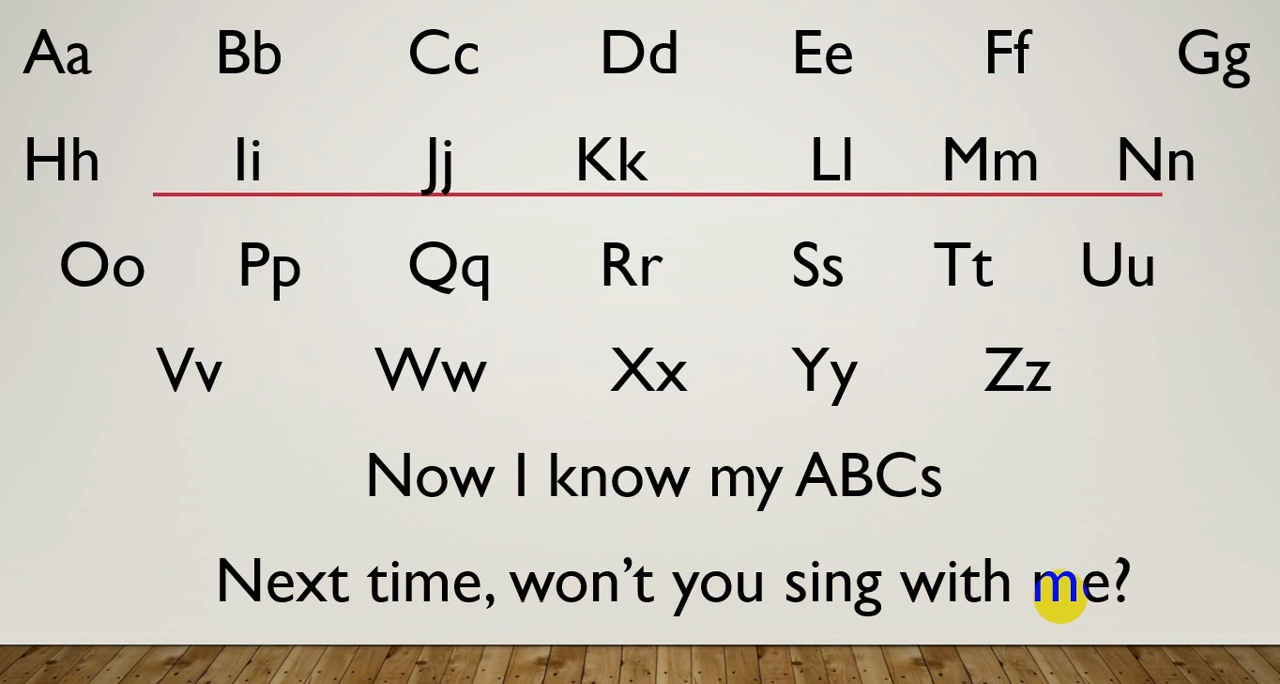 Aa Bb Cc Dd Ee Ff Gg
Hh Ii Jj Kk Ll Mm Nn
Oo Pp Qq Rr Ss Tt Uu
Vv Ww Xx Yy Zz
Now I know my ABCs
Next time, won’t you sing with me?